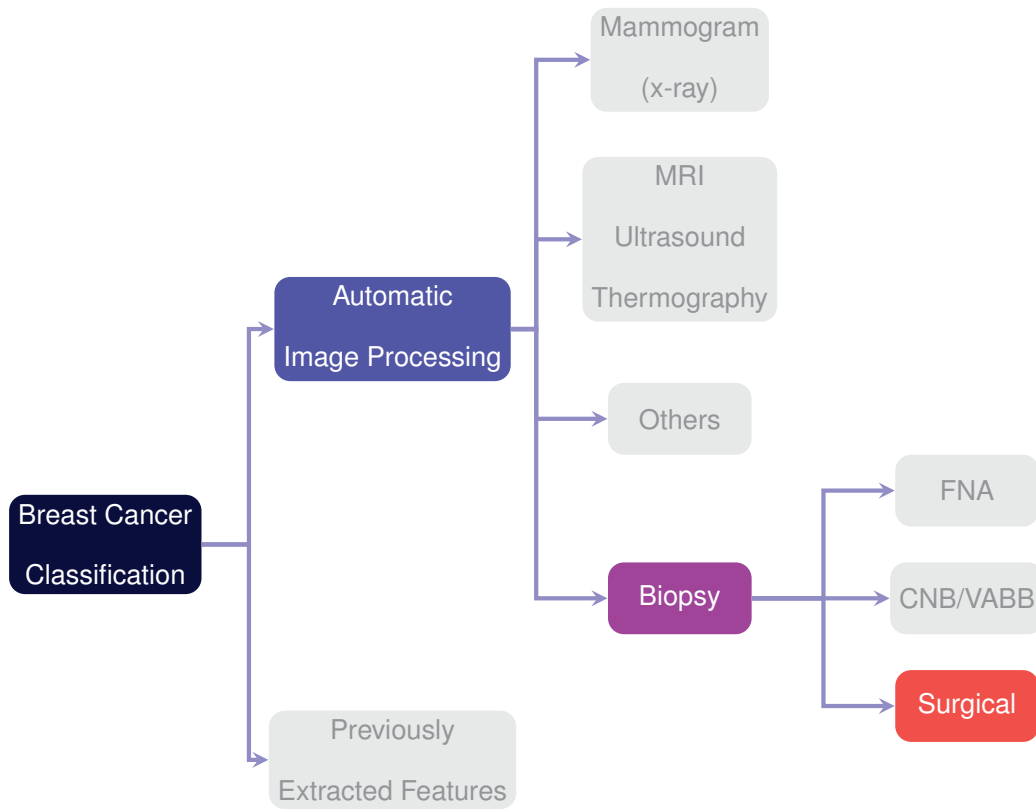 Mammogram
(x-ray)
MRI
Ultrasound
Thermography
Automatic
Image Processing
Others
FNA
Breast Cancer
Classification
Biopsy
CNB/VABB
Surgical
Previously
Extracted Features